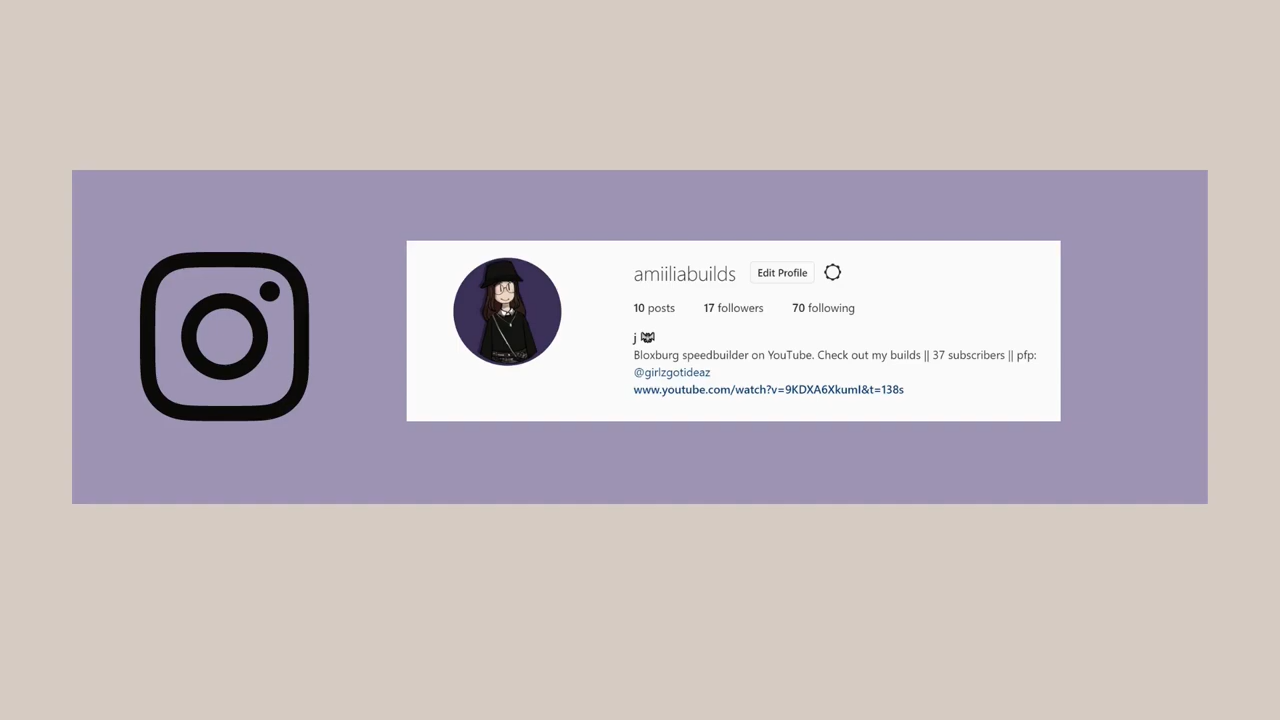 amiiliabuilds Edit Profile
10 posts 17 followers 70 following
j
Bloxburg speedbuilder on YouTube. Check out my builds || 37 subscribers || pfp:
@girlzgotideaz
www.youtube.com/watch?v=9KDXA6XkumI&t=138s